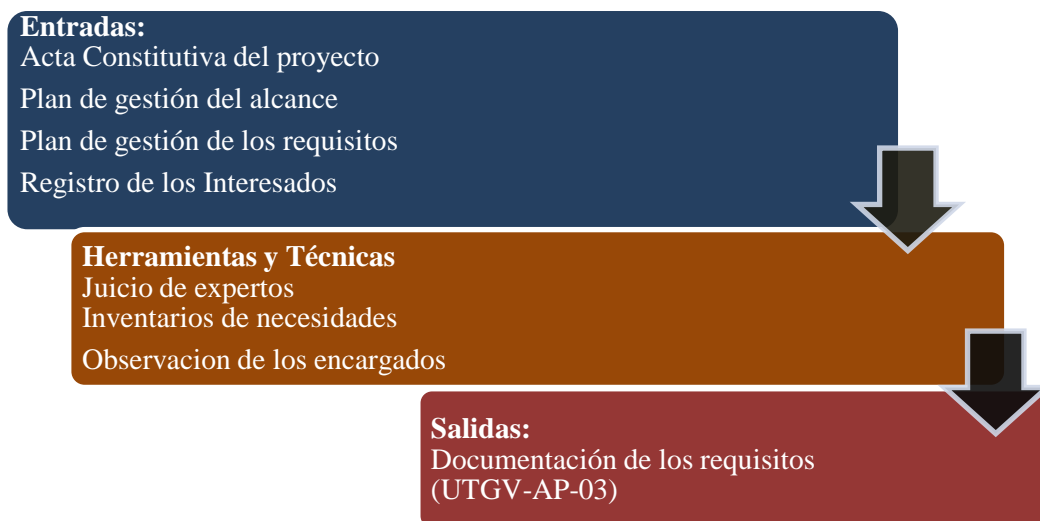 Entradas:
Acta Constitutiva del proyecto
Plan de gestión del alcance
Plan de gestión de los requisitos
Registro de los Interesados
Herramientas y Técnicas
Juicio de expertos
Inventarios de necesidades
Observacion de los encargados
Salidas:
Documentación de los requisitos
(UTGV-AP-03)